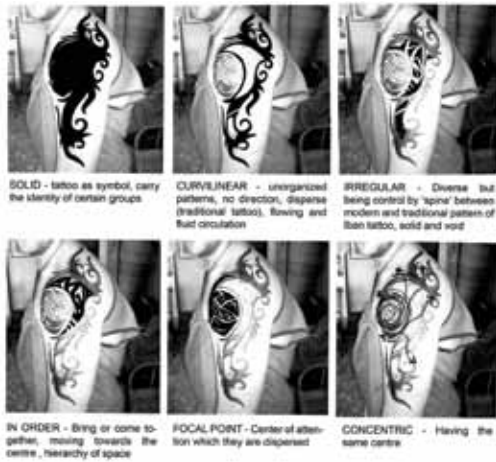 SOLID - tattoo as symbol, carry
the identity of certain groups
CURVILINEAR - unorganized
patterns, no direction, disperse
(traditional tattoo), flowing and
fluid circulation
IRREGULAR - Diverse but
being control by 'spine' between
modern and traditional pattern of
Iban tattoo, solid and void
IN ORDER - Bring or come to-
gether, moving towards the
centre , hierarchy of space
FOCAL POINT - Center of atten-
tion which they are dispersed
CONCENTRIC - Having the
same centre